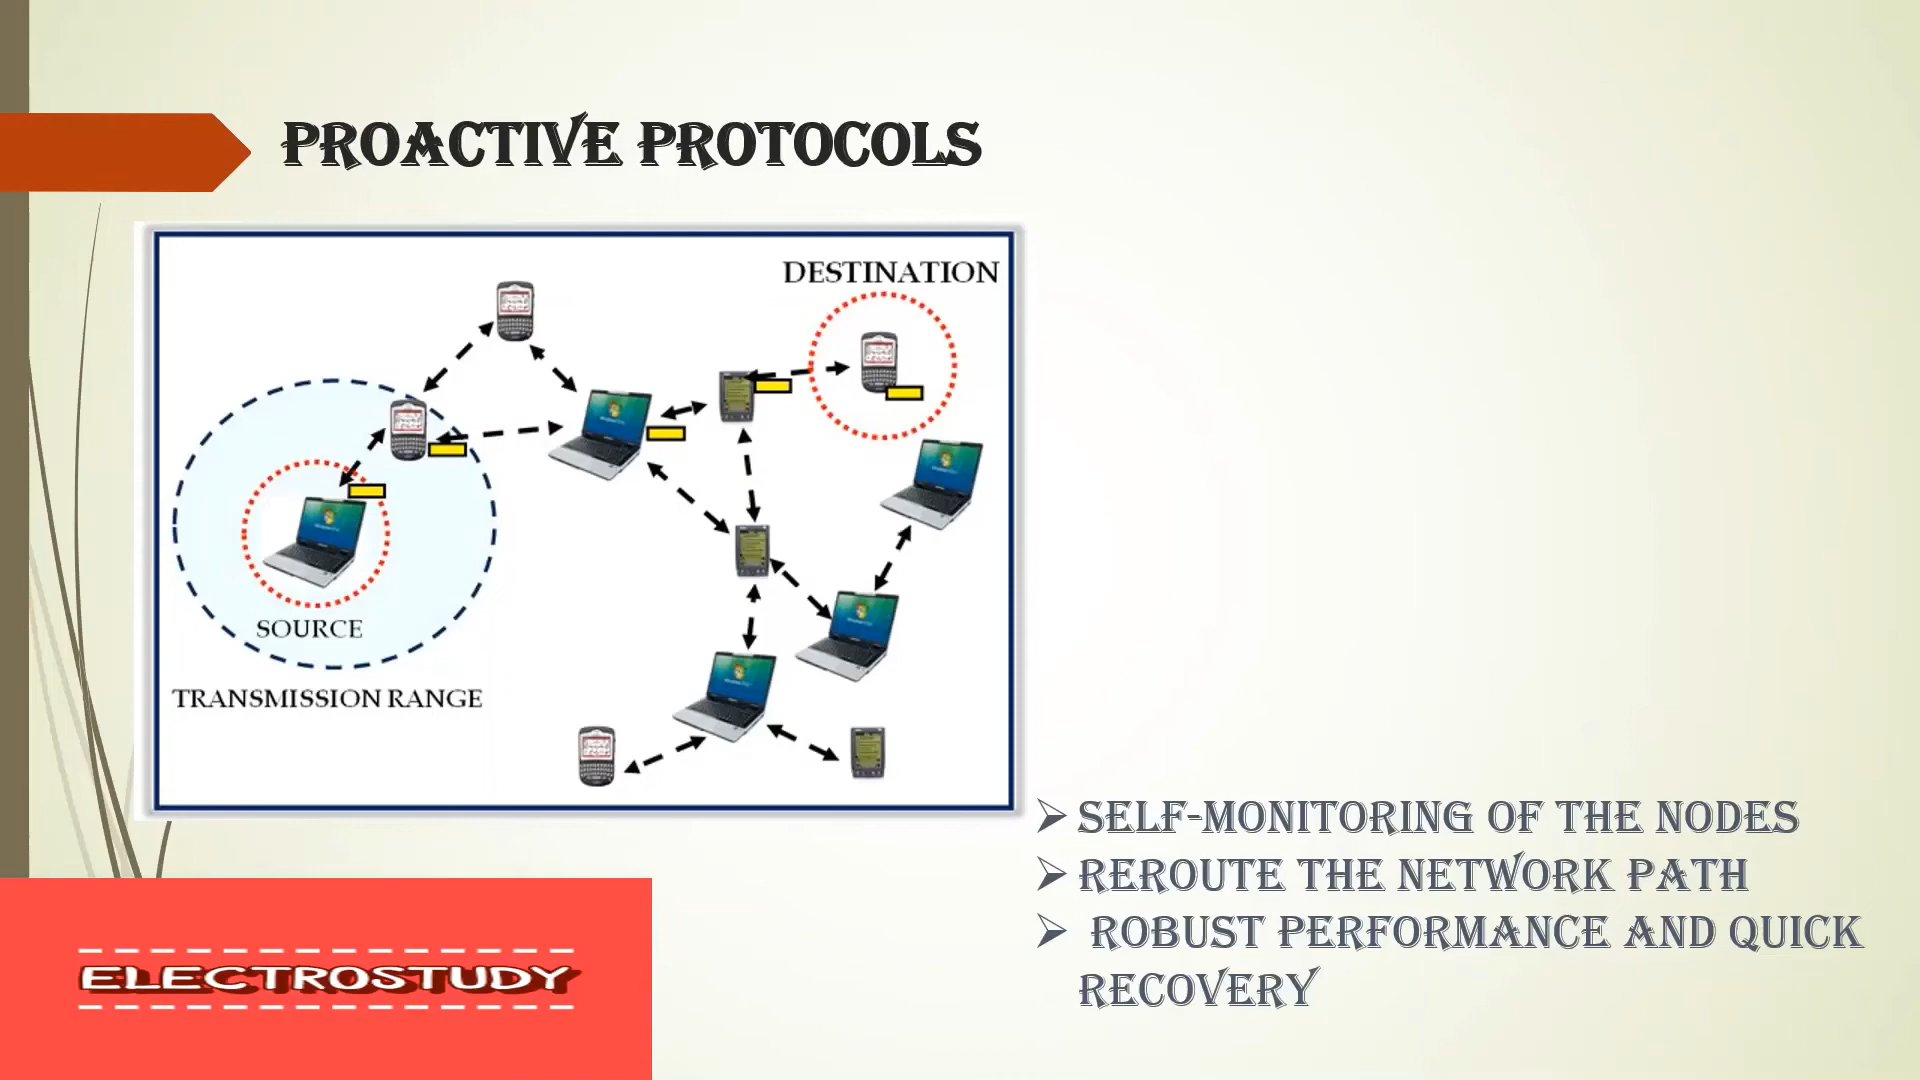 PROACTIVE PROTOCOLS
DESTINATION
SOURCE
TRANSMISSION RANGE
SELF-MONITORING OF THE NODES
REROUTE THE NETWORK PATH
ROBUST PERFORMANCE AND QUICK
RECOVERY
ELECTROSTUDY